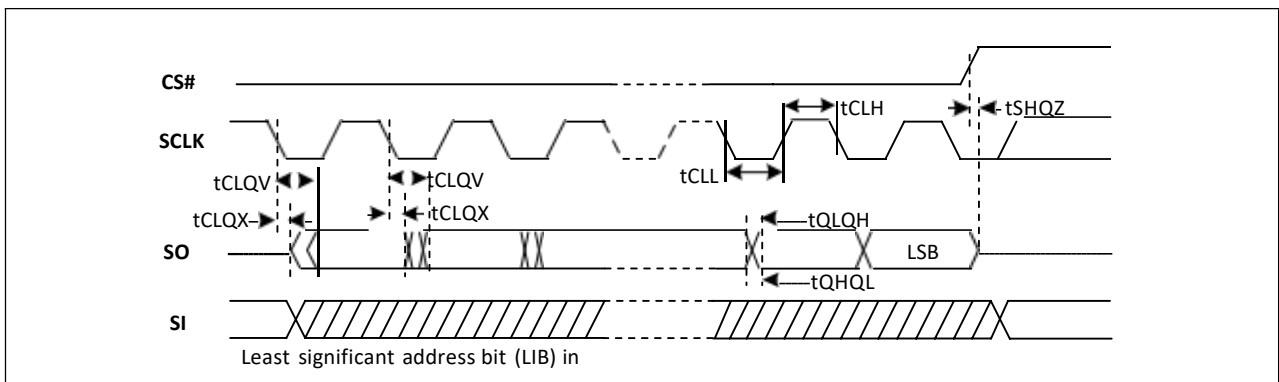 CS#
tSHQZ
tCLH
SCLK
tCLL
tCLQV
tCLQV
tCLQX
tCLQX
tQLQH
SO
LSB
tQHQL
SI
Least significant address bit (LIB) in